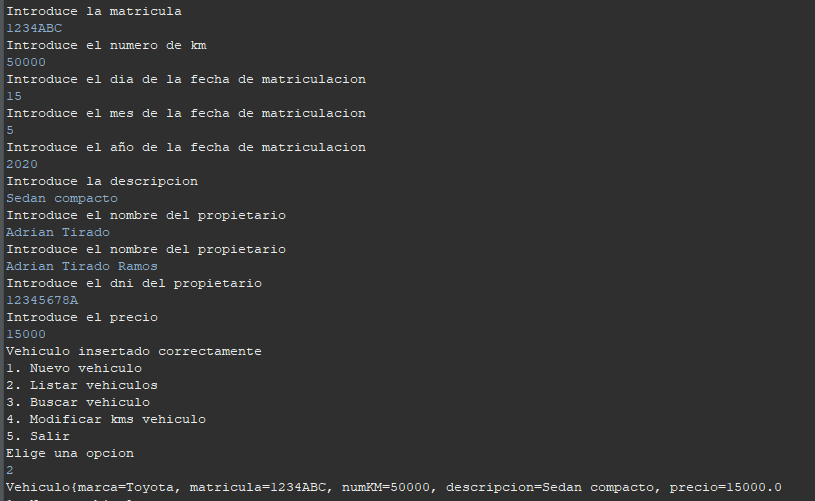 Introduce la matricula
1234ABC
Introduce el numero de km
50000
Introduce el dia de la fecha de matriculacion
15
Introduce el mes de la fecha de matriculacion
5
Introduce el año de la fecha de matriculacion
2020
Introduce la descripcion
Sedan compacto
Introduce el nombre del propietario
Adrian Tirado
Introduce el nombre del propietario
Adrian Tirado Ramos
Introduce el dni del propietario
12345678A
Introduce el precio
15000
Vehiculo insertado correctamente
1. Nuevo vehiculo
2. Listar vehiculos
3. Buscar vehiculo
4. Modificar kms vehiculo
5. Salir
Elige una opcion
2
Vehiculo{marca=Toyota, matricula=1234ABC, numKM=50000, descripcion=Sedan compacto, precio=15000.0